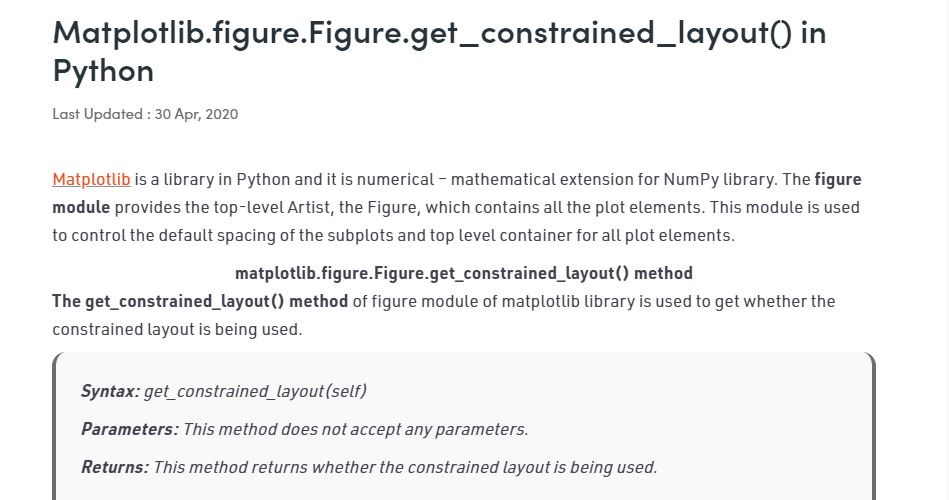 Matplotlib.figure.Figure.get_constrained_layout() in
Python
Last Updated : 30 Apr, 2020
Matplotlib is a library in Python and it is numerical – mathematical extension for NumPy library. The figure
module provides the top-level Artist, the Figure, which contains all the plot elements. This module is used
to control the default spacing of the subplots and top level container for all plot elements.
matplotlib.figure.Figure.get_constrained_layout() method
The get_constrained_layout() method of figure module of matplotlib library is used to get whether the
constrained layout is being used.
Syntax: get_constrained_layout(self)
Parameters: This method does not accept any parameters.
Returns: This method returns whether the constrained layout is being used.